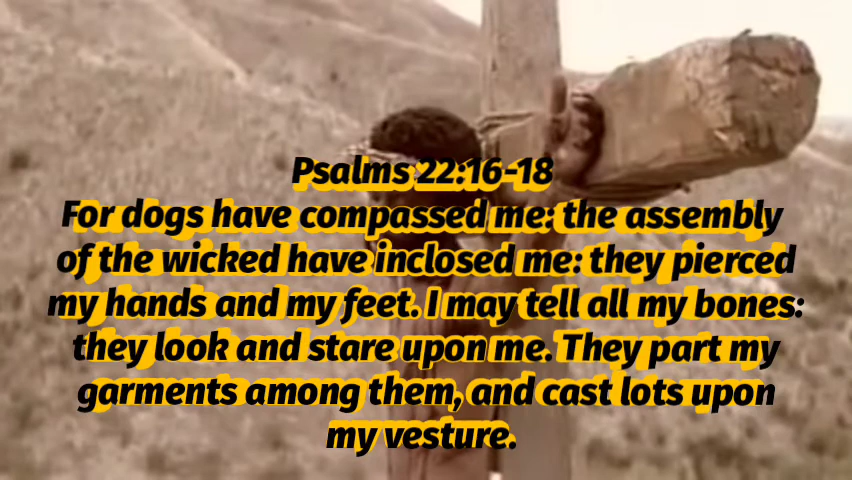 Psalms 22:16-18
For dogs have compassed me: the assembly
of the wicked have inclosed me: they pierced
my hands and my feet. I may tell all my bones:
they look and stare upon me. They part my
garments among them, and cast lots upon
my vesture.